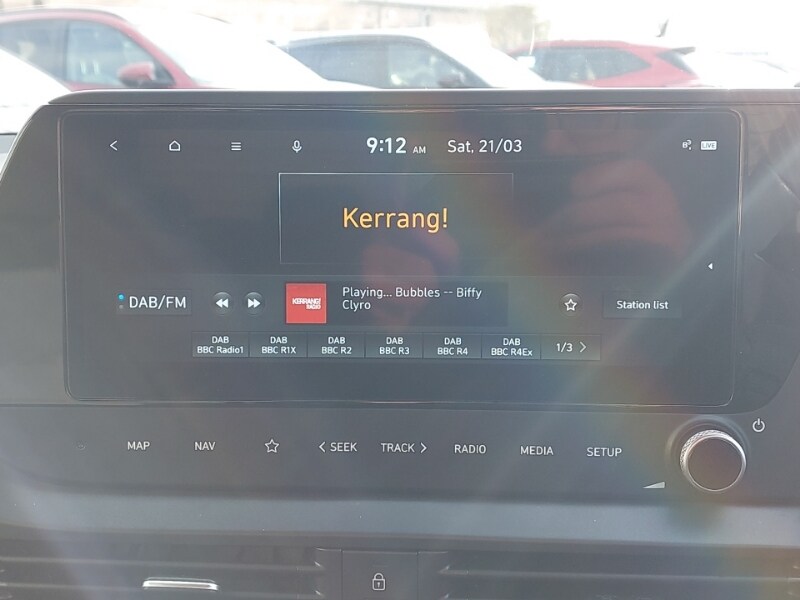 9:12 AM Sat, 21/03 LIVE
Kerrang!
DAB/FM
KERRANG!
RADIO
Playing... Bubbles -- Biffy
Clyro
Station list
DAB
BBC Radio1
DAB
BBC R1X
DAB
BBC R2
DAB
BBC R3
DAB
BBC R4
DAB
BBC R4Ex
1/3 >
MAP NAV < SEEK TRACK > RADIO MEDIA SETUP